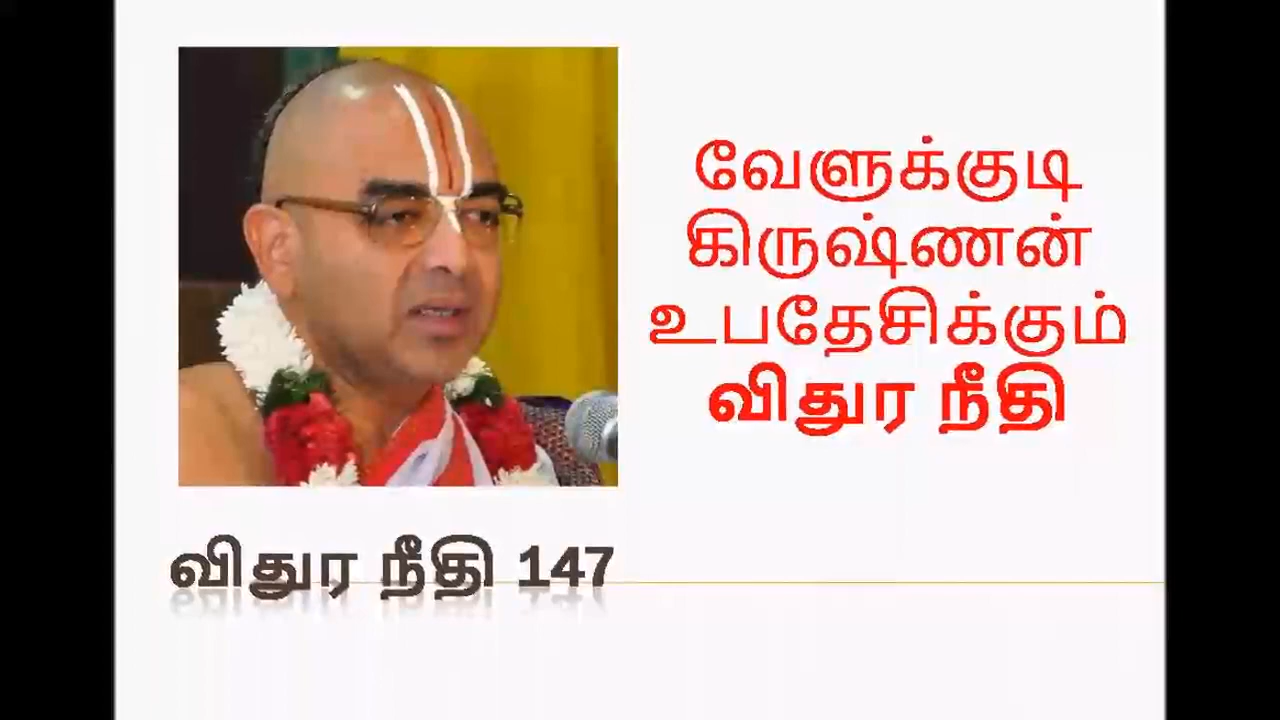 வேளுக்குடி
கிருஷ்ணன்
உபதேசிக்கும்
விதுர நீதி
விதுர நீதி 147